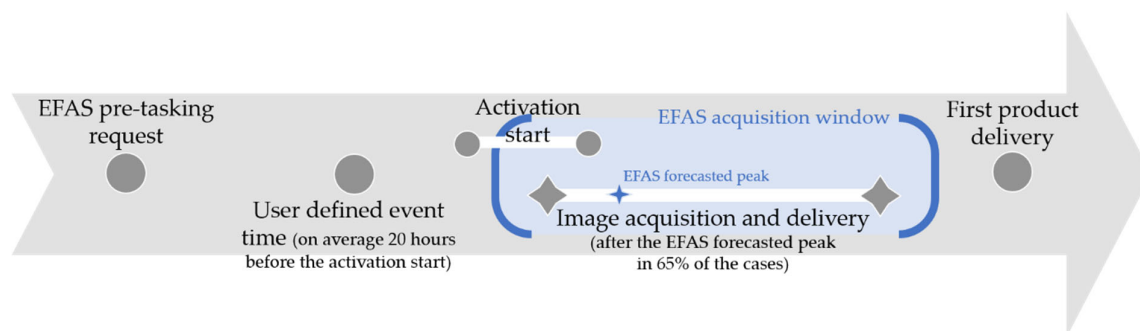 EFAS pre-tasking
request
User defined event
time (on average 20 hours
before the activation start)
Activation
start
EFAS acquisition window
EFAS forecasted peak
Image acquisition and delivery
(after the EFAS forecasted peak
in 65% of the cases)
First product
delivery